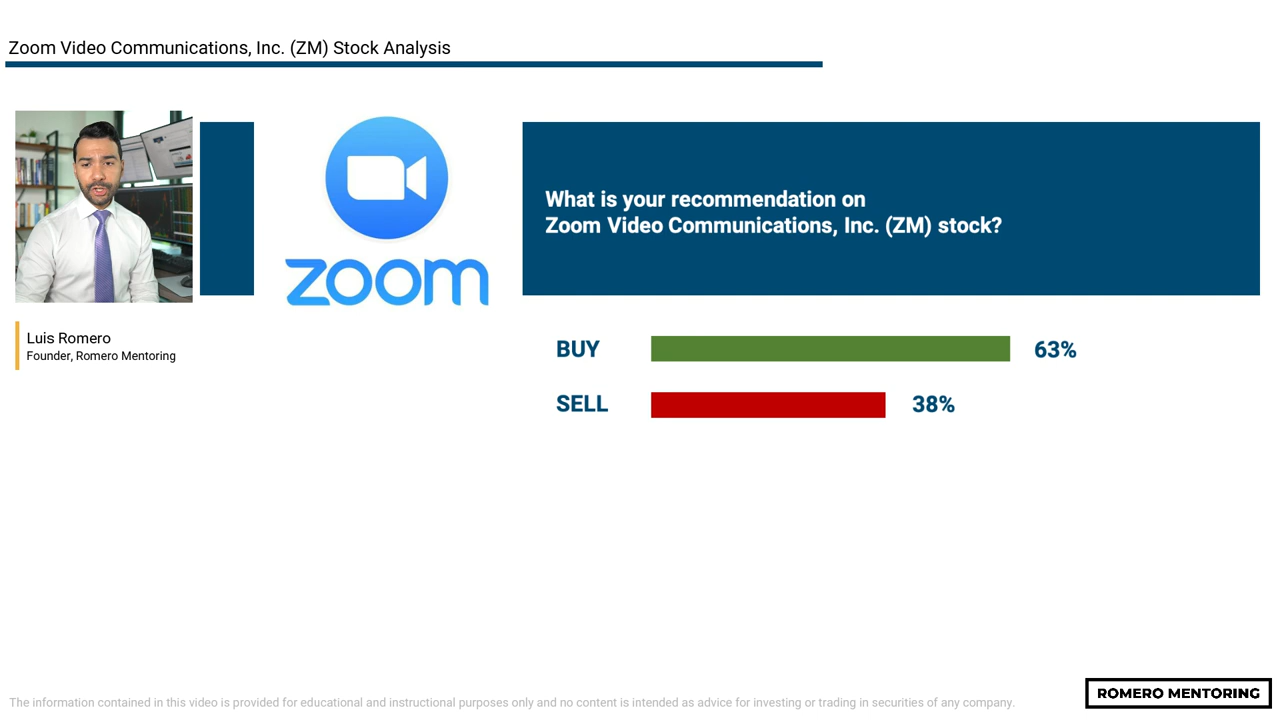 Zoom Video Communications, Inc. (ZM) Stock Analysis
zoom
What is your recommendation on
Zoom Video Communications, Inc. (ZM) stock?
Luis Romero
Founder, Romero Mentoring
BUY 63%
SELL 38%
The information contained in this video is provided for educational and instructional purposes only and no content is intended as advice for investing or trading in securities of any company.
ROMERO MENTORING